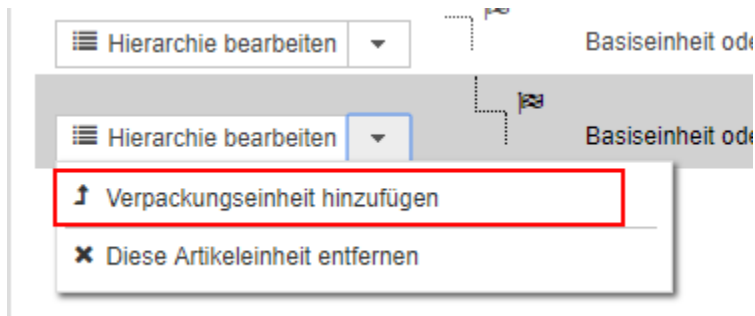 Hierarchie bearbeiten Basiseinheit ode
Hierarchie bearbeiten Basiseinheit ode
Verpackungseinheit hinzufügen
Diese Artikeleinheit entfernen